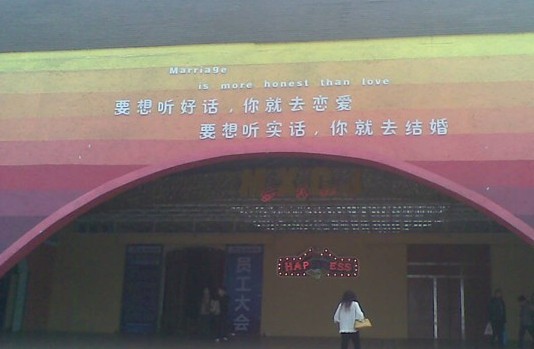 Marriage
is more honest than love
要想听好话，你就去恋爱
要想听实话，你就去结婚
HAPPINESS
员工大会